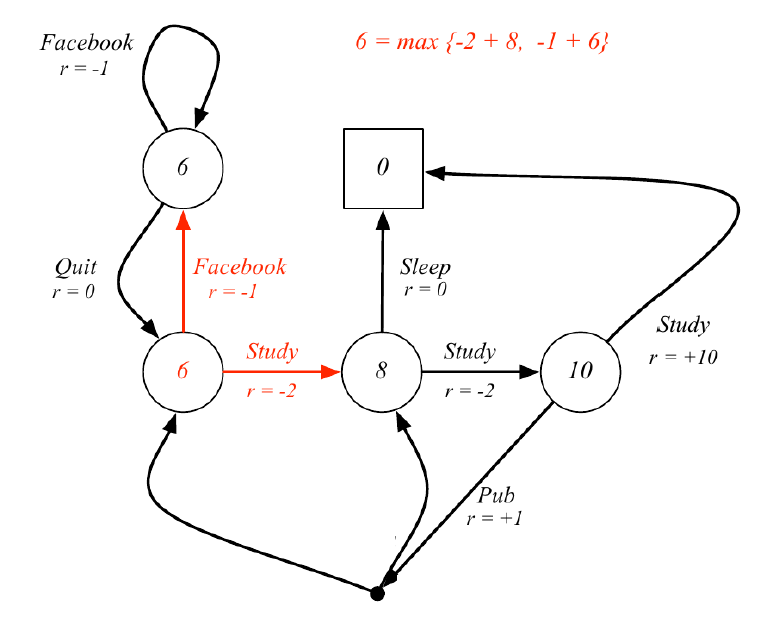 Facebook
r = -1
6 = max {-2 + 8, -1 + 6}
6
0
Quit
r = 0
Facebook
r = -1
Sleep
r = 0
Study
r = +10
6
Study
r = -2
8
Study
r = -2
10
Pub
r = +1